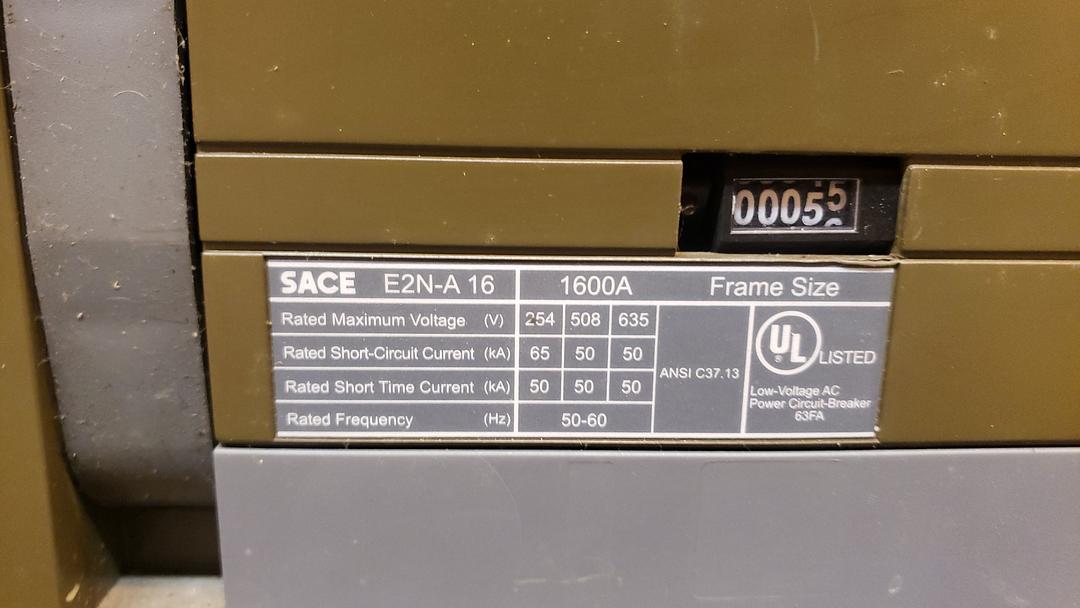 00055
SACE E2N-A 16 1600A Frame Size
Rated Maximum Voltage (V) 254 508 635
Rated Short-Circuit Current (kA) 65 50 50
Rated Short Time Current (kA) 50 50 50
Rated Frequency (Hz) 50-60
ANSI C37.13
UL ® LISTED
Low-Voltage AC
Power Circuit-Breaker
63FA